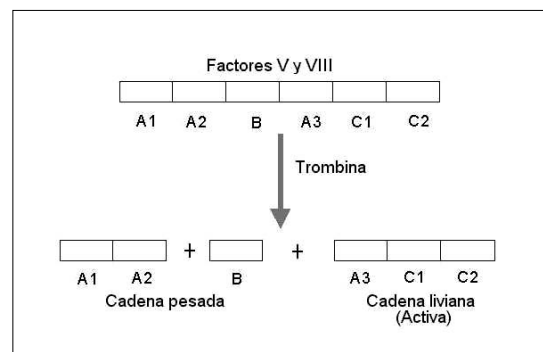 Factores V y VIII
A1 A2 B A3 C1 C2
Trombina
+ +
A1 A2 B A3 C1 C2
Cadena pesada Cadena liviana
(Activa)